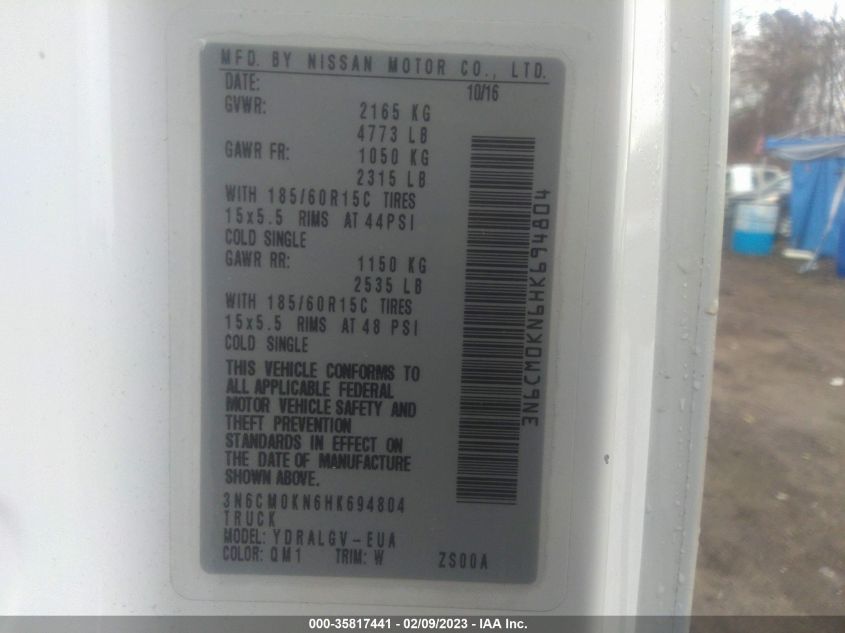 MFD. BY NISSAN MOTOR CO., LTD.
DATE: 10/16
GVWR: 2165 KG
4773 LB
GAWR FR: 1050 KG
2315 LB
WITH 185/60R15C TIRES
15x5.5 RIMS AT 44PSI
COLD SINGLE
GAWR RR: 1150 KG
2535 LB
WITH 185/60R15C TIRES
15x5.5 RIMS AT 48 PSI
COLD SINGLE
THIS VEHICLE CONFORMS TO
ALL APPLICABLE FEDERAL
MOTOR VEHICLE SAFETY AND
THEFT PREVENTION
STANDARDS IN EFFECT ON
THE DATE OF MANUFACTURE
SHOWN ABOVE.
3N6CM0KN6HK694804
TRUCK
MODEL: YDRALGV-EUA
COLOR: QM1 TRIM: W ZS00A
3N6CM0KN6HK694804
000-35817441 - 02/09/2023 - IAA Inc.